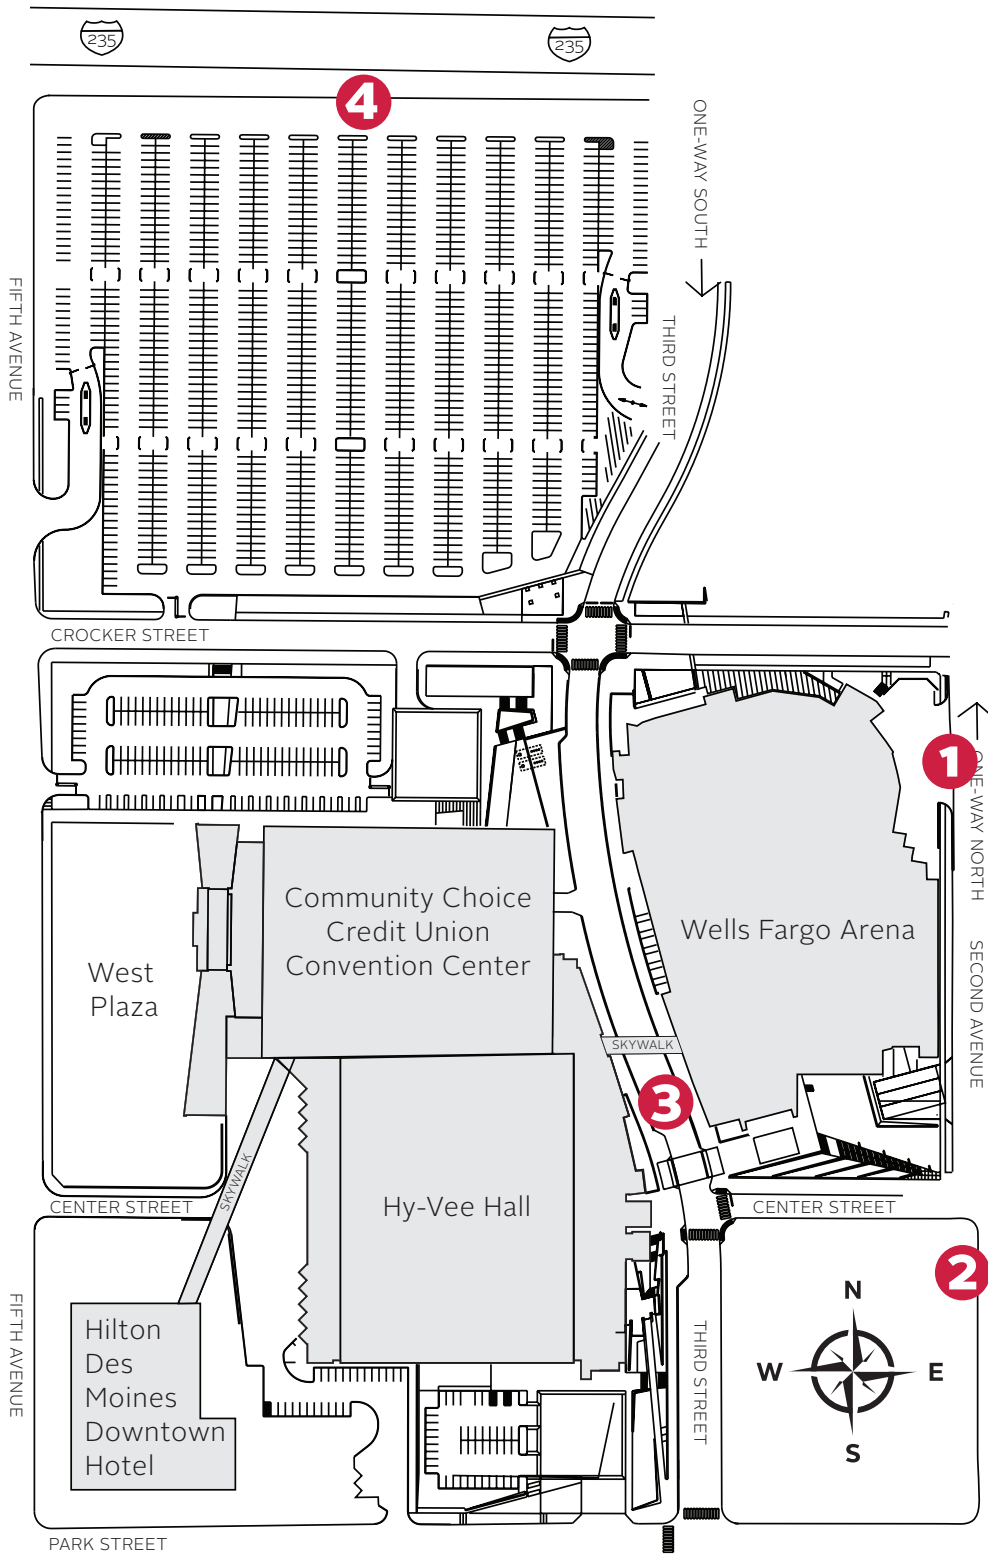 235
235
4
ONE-WAY SOUTH
FIFTH AVENUE
THIRD STREET
CROCKER STREET
1
ONE-WAY NORTH
Community Choice
Credit Union
Convention Center
Wells Fargo Arena
West
Plaza
SECOND AVENUE
SKYWALK
3
SKYWALK
Hy-Vee Hall
CENTER STREET
CENTER STREET
2
N
W
E
S
FIFTH AVENUE
Hilton
Des
Moines
Downtown
Hotel
THIRD STREET
PARK STREET